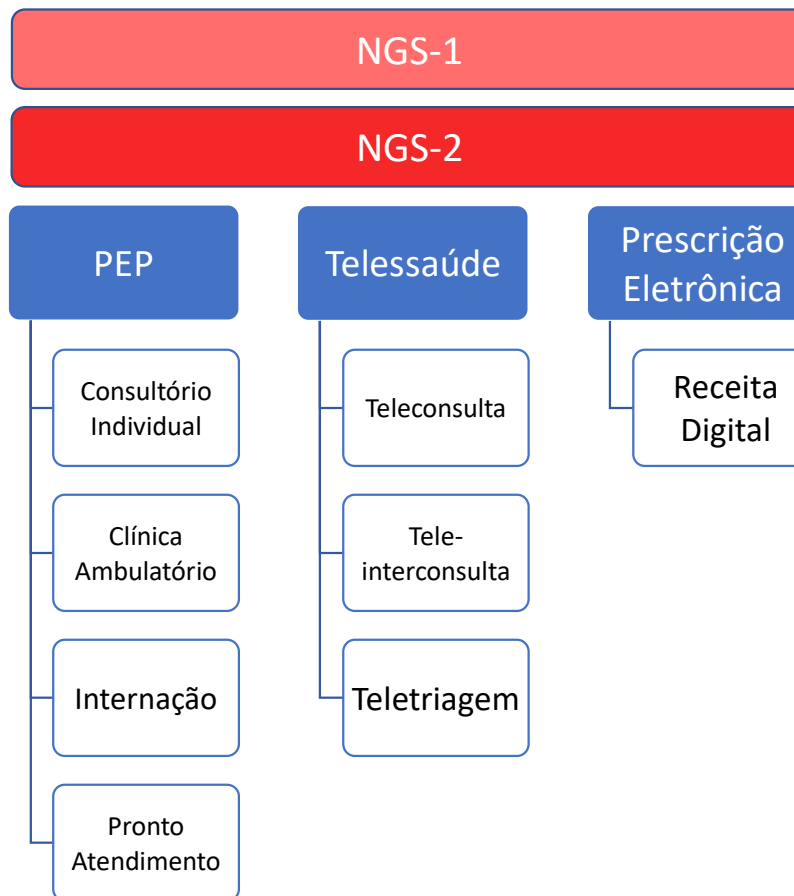 NGS-1
NGS-2
PEP
Consultório
Individual
Clínica
Ambulatório
Internação
Pronto
Atendimento
Telessaúde
Teleconsulta
Tele-
interconsulta
Teletriagem
Prescrição
Eletrônica
Receita
Digital